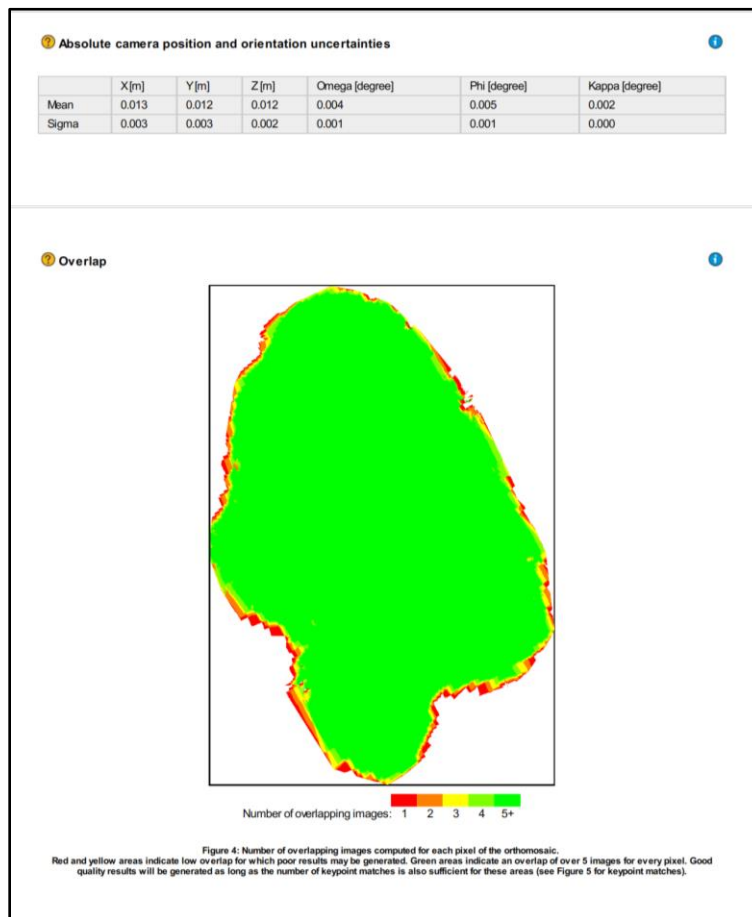 Absolute camera position and orientation uncertainties
X[m] Y[m] Z[m] Omega [degree] Phi [degree] Kappa [degree]
Mean 0.013 0.012 0.012 0.004 0.005 0.002
Sigma 0.003 0.003 0.002 0.001 0.001 0.000
Overlap
Number of overlapping images: 1 2 3 4 5+
Figure 4: Number of overlapping images computed for each pixel of the orthomosaic.
Red and yellow areas indicate low overlap for which poor results may be generated. Green areas indicate an overlap of over 5 images for every pixel. Good
quality results will be generated as long as the number of keypoint matches is also sufficient for these areas (see Figure 5 for keypoint matches).